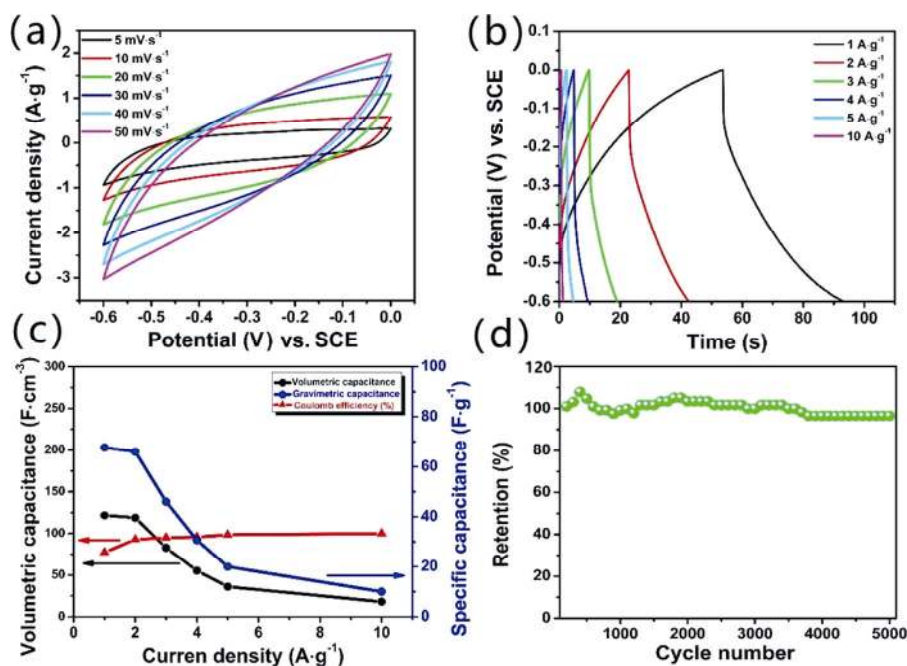 (a)
5 mV·s⁻¹
10 mV·s⁻¹
20 mV·s⁻¹
30 mV·s⁻¹
40 mV·s⁻¹
50 mV·s⁻¹
2
1
0
-1
-2
-3
Current density (A·g⁻¹)
-0.6 -0.5 -0.4 -0.3 -0.2 -0.1 0.0
Potential (V) vs. SCE
(b)
1 A·g⁻¹
2 A·g⁻¹
3 A·g⁻¹
4 A·g⁻¹
5 A·g⁻¹
10 A·g⁻¹
0.0
-0.1
-0.2
-0.3
-0.4
-0.5
-0.6
Potential (V) vs. SCE
0 20 40 60 80 100
Time (s)
(c)
Volumetric capacitance
Gravimetric capacitance
Coulomb efficiency (%)
300
250
200
150
100
50
0
Volumetric capacitance (F·cm⁻³)
100
80
60
40
20
0
Specific capacitance (F·g⁻¹)
0 2 4 6 8 10
Curren density (A·g⁻¹)
(d)
120
100
80
60
40
20
0
Retention (%)
1000 2000 3000 4000 5000
Cycle number